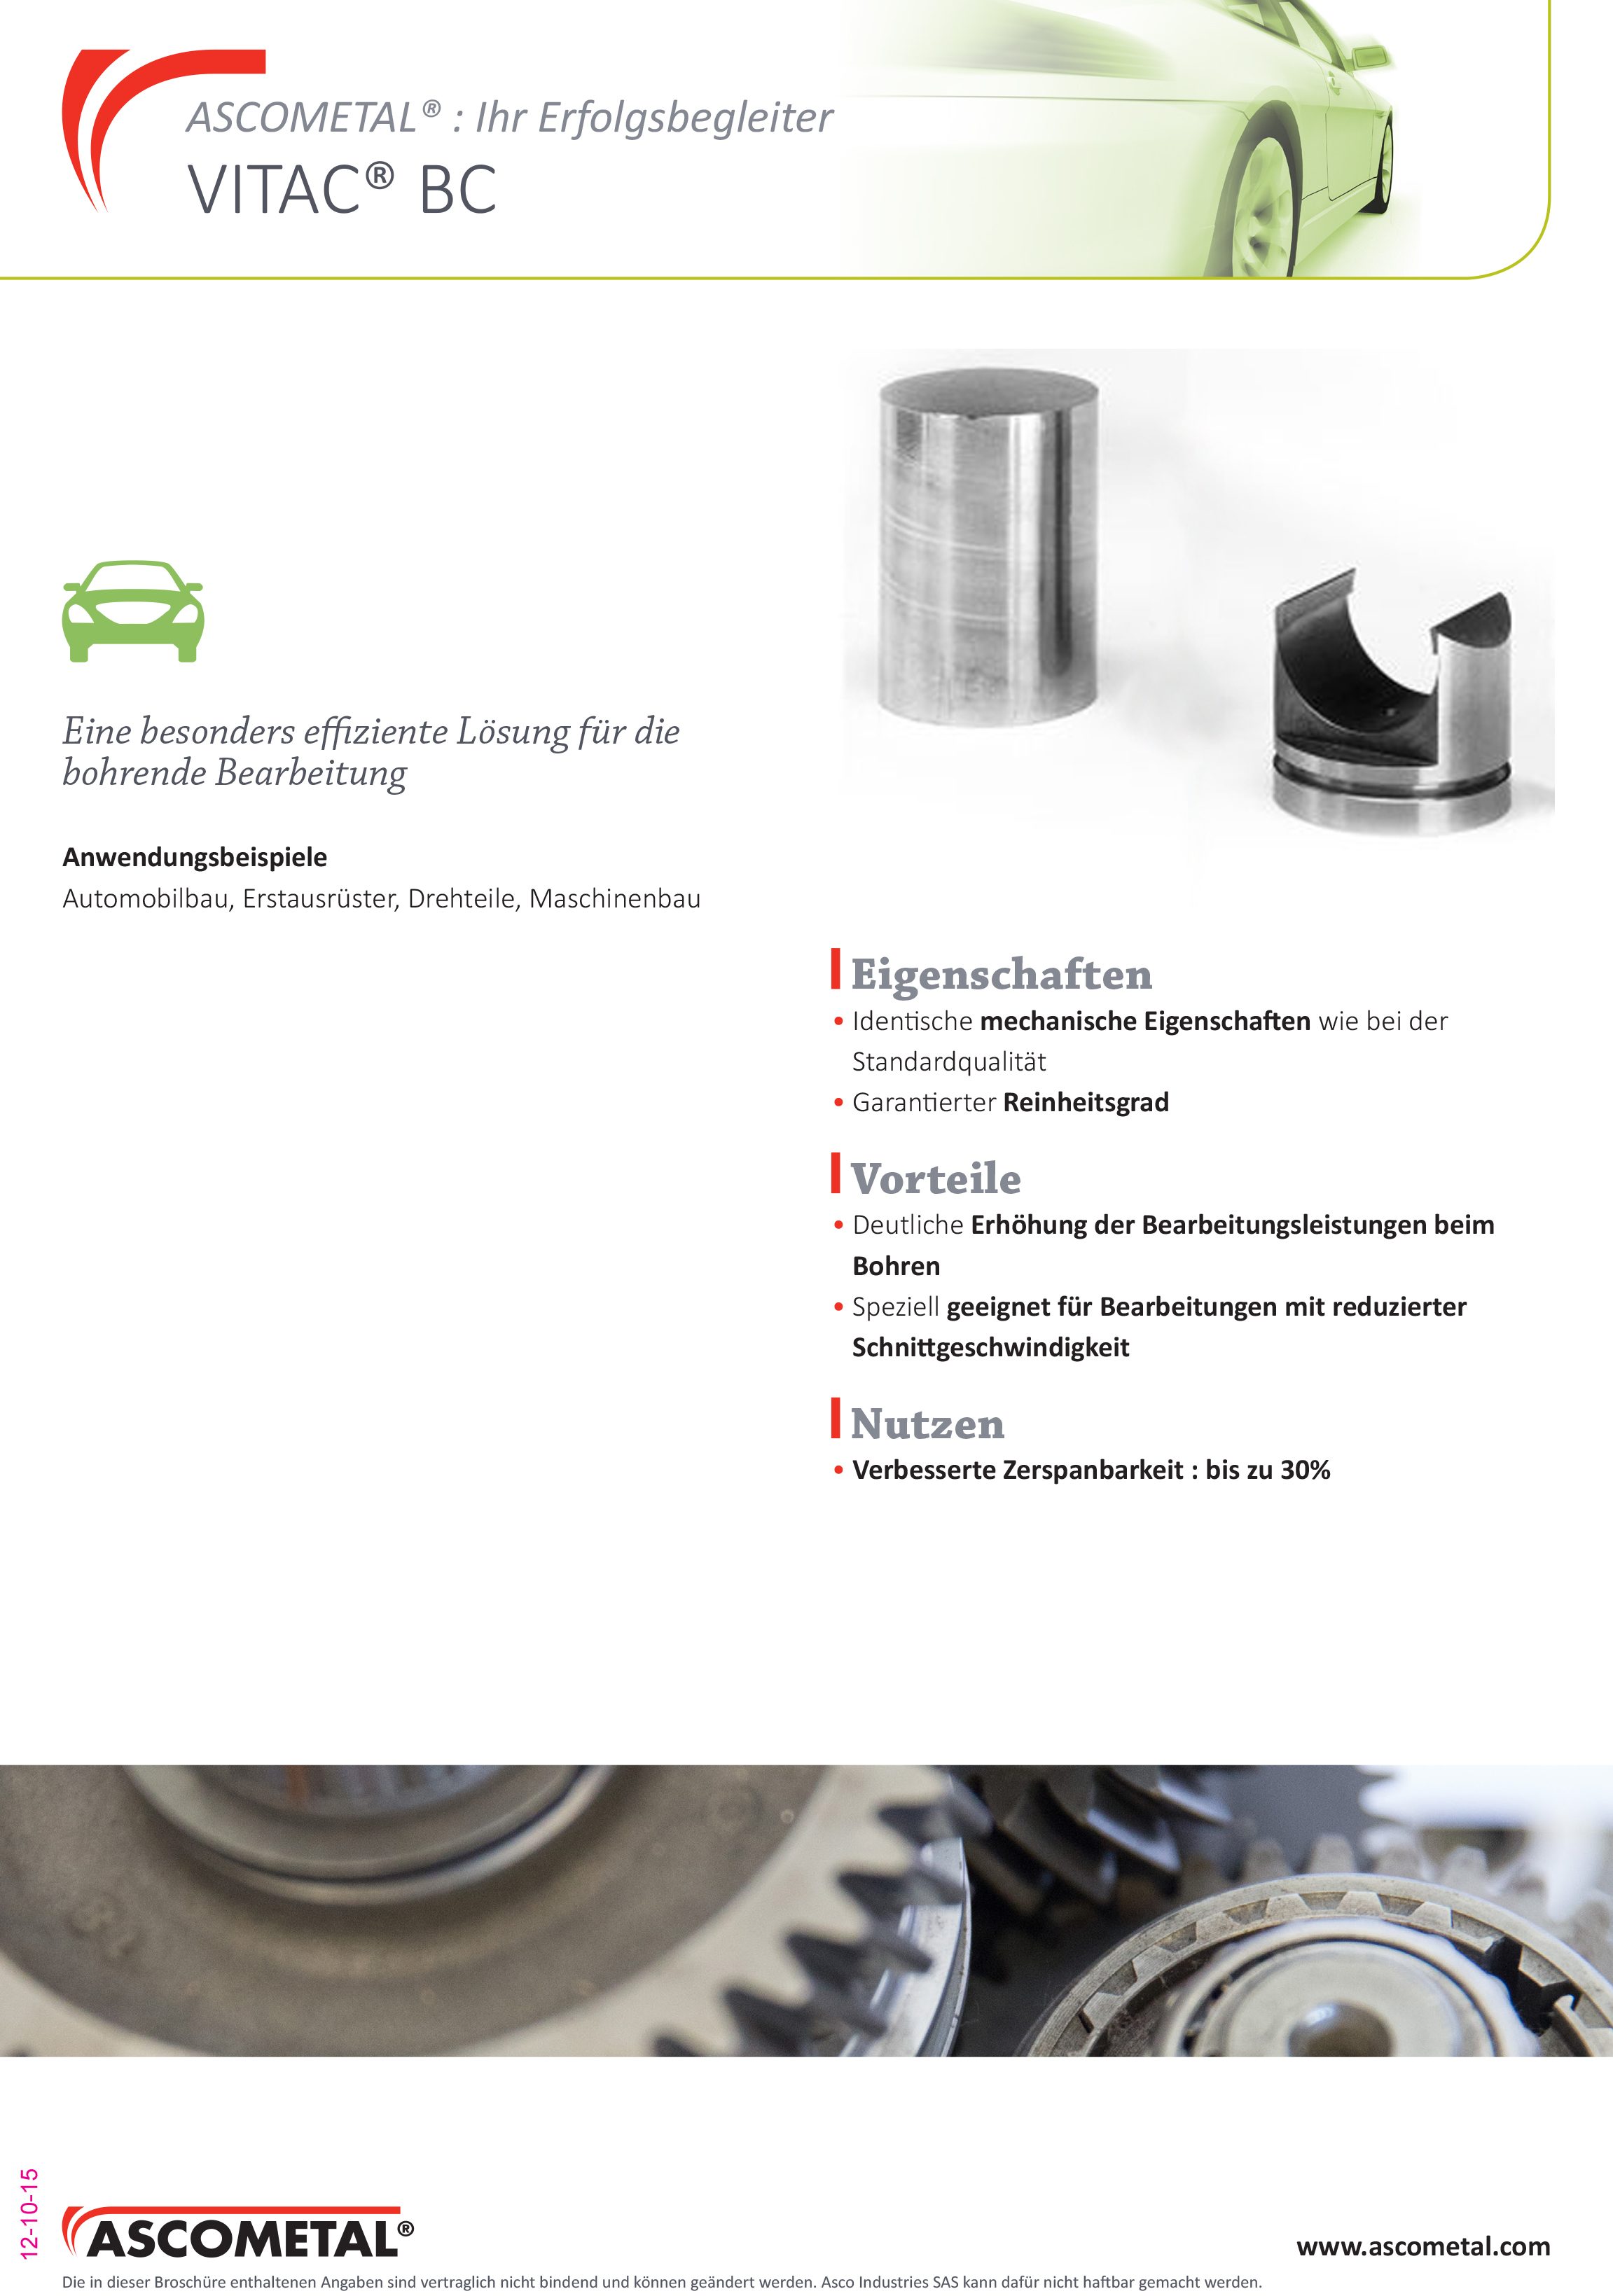 ASCOMETAL® : Ihr Erfolgsbegleiter
VITAC® BC
Eine besonders effiziente Lösung für die
bohrende Bearbeitung
Anwendungsbeispiele
Automobilbau, Erstausrüster, Drehteile, Maschinenbau
Eigenschaften
• Identische mechanische Eigenschaften wie bei der
Standardqualität
• Garantierter Reinheitsgrad
Vorteile
• Deutliche Erhöhung der Bearbeitungsleistungen beim
Bohren
• Speziell geeignet für Bearbeitungen mit reduzierter
Schnittgeschwindigkeit
Nutzen
• Verbesserte Zerspanbarkeit : bis zu 30%
12-10-15
ASCOMETAL®
www.ascometal.com
Die in dieser Broschüre enthaltenen Angaben sind vertraglich nicht bindend und können geändert werden. Asco Industries SAS kann dafür nicht haftbar gemacht werden.